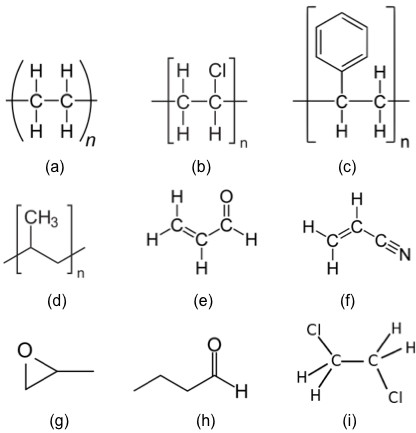 H H H Cl H
C C C C C C
H H n H H n H H n
(a) (b) (c)
CH3 H O H
C C H C
H C H H C C N
n H H
(d) (e) (f)
O O Cl H
H C C H
H H Cl
(g) (h) (i)